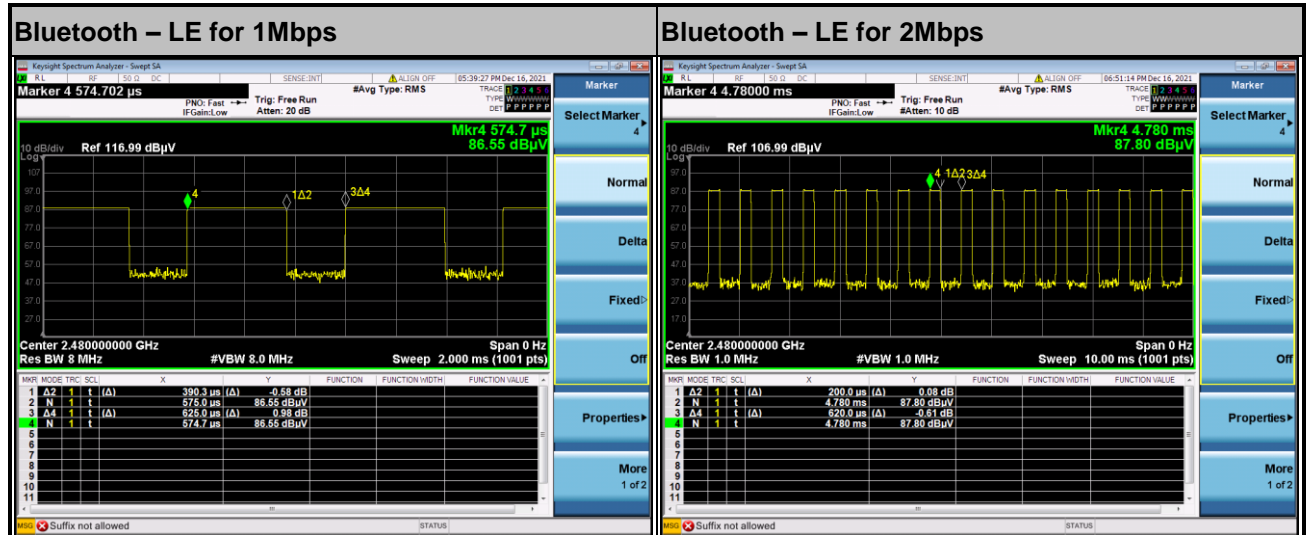 Bluetooth – LE for 1Mbps
Keysight Spectrum Analyzer - Swept SA
RL RF 50 Ω DC SENSE:INT ALIGN OFF 05:39:27 PM Dec 16, 2021
Marker 4 574.702 µs #Avg Type: RMS TRACE 1 2 3 4 5 6
PNO: Fast Trig: Free Run TYPE WWWWWW
IFGain:Low Atten: 20 dB DET P P P P P P
Mkr4 574.7 µs
86.55 dBµV
10 dB/div Ref 116.99 dBµV
Log
107
97.0
87.0
77.0
67.0
57.0
47.0
37.0
27.0
4 1Δ2 3Δ4
Center 2.480000000 GHz Span 0 Hz
Res BW 8 MHz #VBW 8.0 MHz Sweep 2.000 ms (1001 pts)
MKR MODE TRC SCL X Y FUNCTION FUNCTION WIDTH FUNCTION VALUE
1 Δ2 1 t (Δ) 390.3 µs (Δ) -0.58 dB
2 N 1 t 575.0 µs 86.55 dBµV
3 Δ4 1 t (Δ) 625.0 µs (Δ) 0.98 dB
4 N 1 t 574.7 µs 86.55 dBµV
5
6
7
8
9
10
11
MSG Suffix not allowed STATUS
Marker
Select Marker
4
Normal
Delta
Fixed
Off
Properties
More
1 of 2
Bluetooth – LE for 2Mbps
Keysight Spectrum Analyzer - Swept SA
RL RF 50 Ω DC SENSE:INT ALIGN OFF 06:51:14 PM Dec 16, 2021
Marker 4 4.78000 ms #Avg Type: RMS TRACE 1 2 3 4 5 6
PNO: Fast Trig: Free Run TYPE WWWWWW
IFGain:Low #Atten: 10 dB DET P P P P P P
Mkr4 4.780 ms
87.80 dBµV
10 dB/div Ref 106.99 dBµV
Log
97.0
87.0
77.0
67.0
57.0
47.0
37.0
27.0
17.0
4 1Δ2 3Δ4
Center 2.480000000 GHz Span 0 Hz
Res BW 1.0 MHz #VBW 1.0 MHz Sweep 10.00 ms (1001 pts)
MKR MODE TRC SCL X Y FUNCTION FUNCTION WIDTH FUNCTION VALUE
1 Δ2 1 t (Δ) 200.0 µs (Δ) 0.08 dB
2 N 1 t 4.780 ms 87.80 dBµV
3 Δ4 1 t (Δ) 620.0 µs (Δ) -0.61 dB
4 N 1 t 4.780 ms 87.80 dBµV
5
6
7
8
9
10
11
MSG Suffix not allowed STATUS
Marker
Select Marker
4
Normal
Delta
Fixed
Off
Properties
More
1 of 2